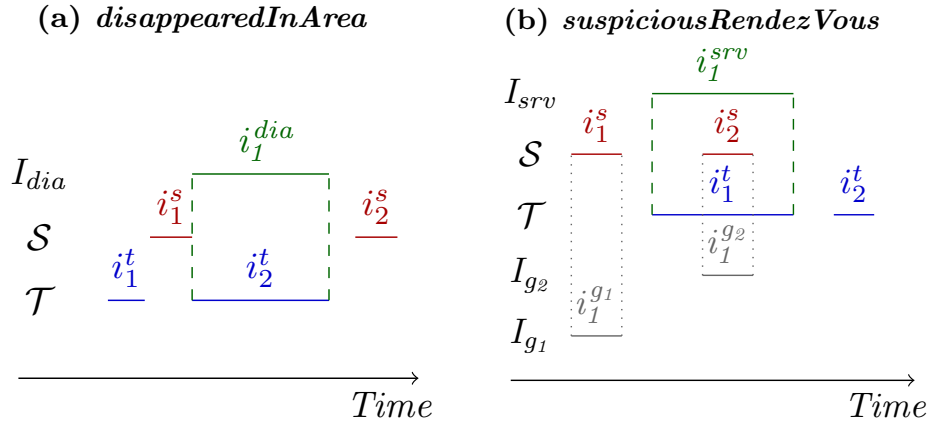 (a) disappearedInArea
i_1^{dia}
I_{dia}
i_1^s i_2^s
S
i_1^t i_2^t
T
Time
(b) suspiciousRendezVous
i_1^{srv}
I_{srv}
i_1^s i_2^s
S
i_1^t i_2^t
T
i_1^{g_2}
I_{g_2}
i_1^{g_1}
I_{g_1}
Time